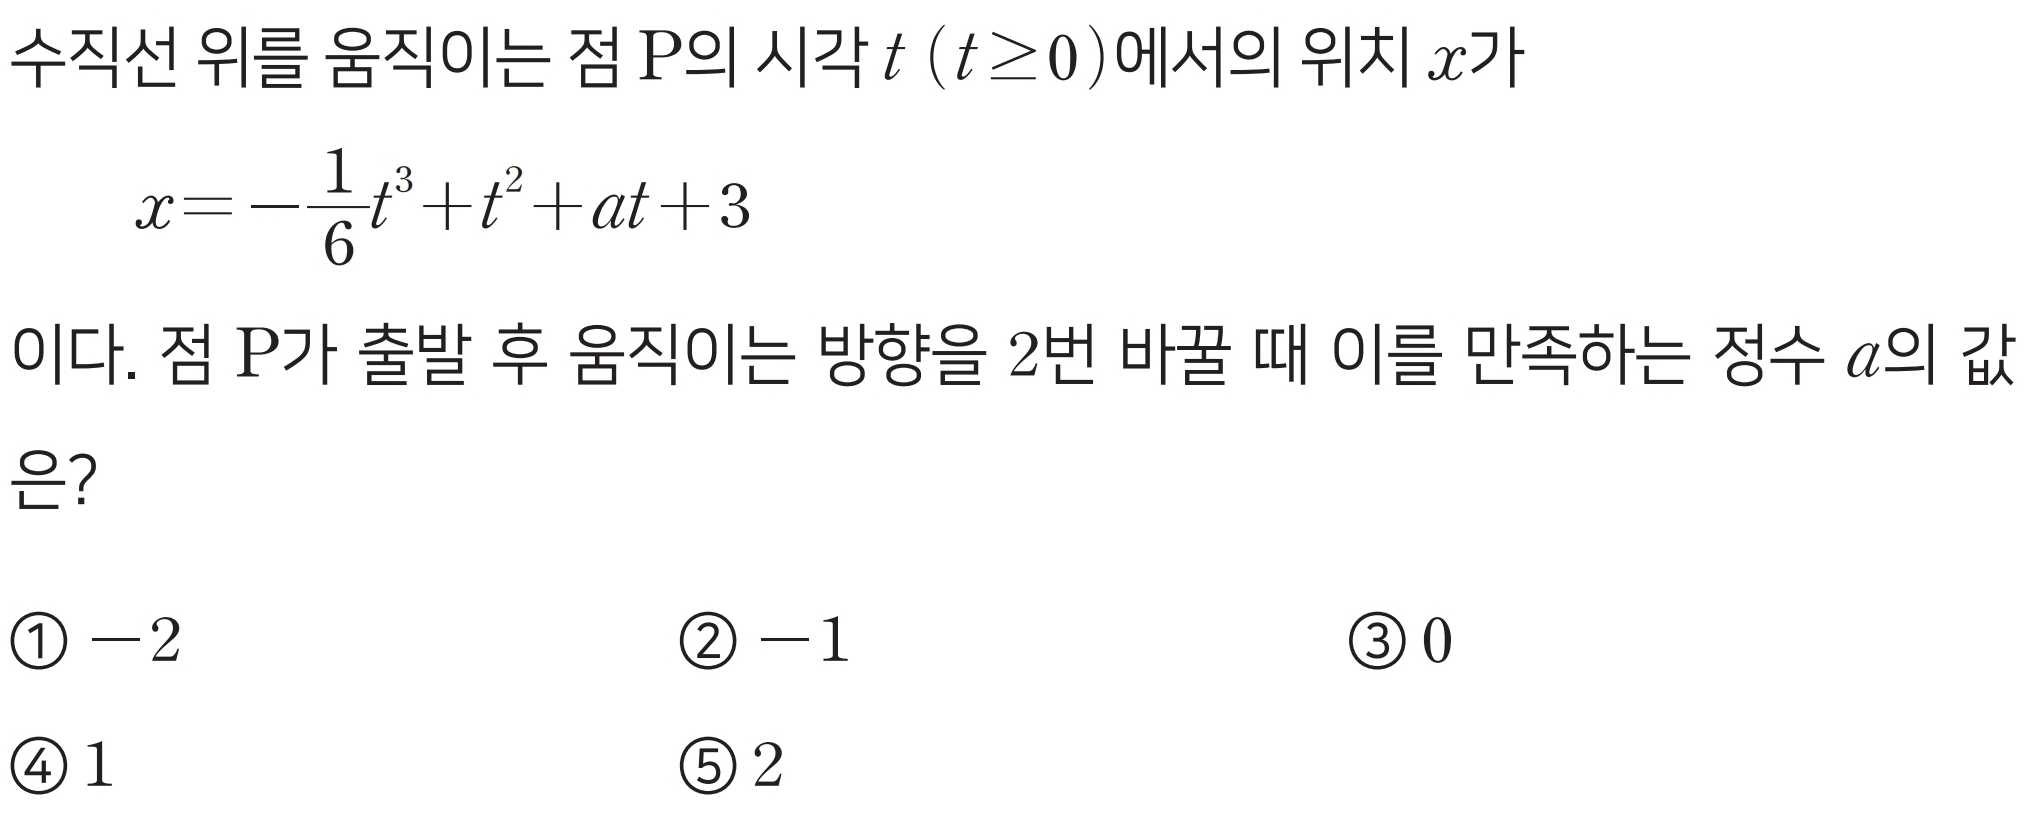 수직선 위를 움직이는 점 P의 시각 t (t ≥ 0)에서의 위치 x가
x = -\frac{1}{6}t^3 + t^2 + at + 3
이다. 점 P가 출발 후 움직이는 방향을 2번 바꿀 때 이를 만족하는 정수 a의 값
은?
① -2 ② -1 ③ 0
④ 1 ⑤ 2